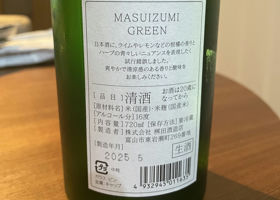 MASUIZUMI
GREEN
日本酒に、ライムやレモンなどの柑橘の香りと
ハーブの青々しいニュアンスを表現したく
試行錯誤しました。
爽やかで清涼感のある香りと酸味を
お楽しみください。
［品目］清酒 お酒は20歳に
なってから。
［原材料名］米(国産)・米麹(国産米)
［アルコール分］16度
［内容量］720ml［保存方法］要冷蔵
［製造者］株式会社 桝田酒造店
富山市東岩瀬町269番地
［製造年月］
2025.5
生酒
4932945011635